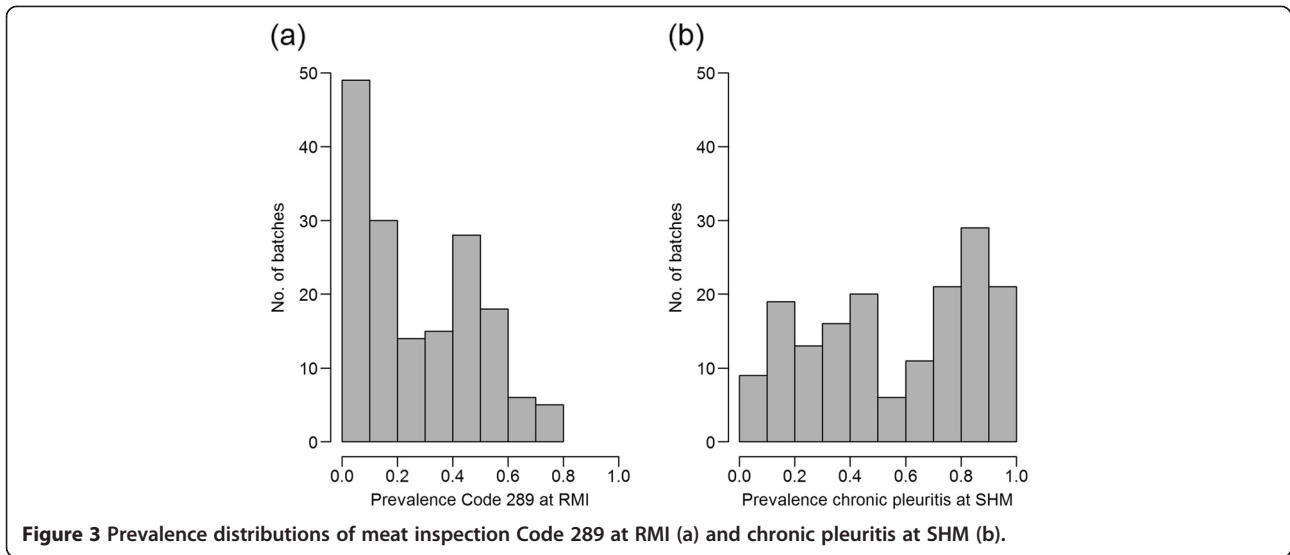 (a)
50
40
30
20
10
0
No. of batches
0.0 0.2 0.4 0.6 0.8 1.0
Prevalence Code 289 at RMI
(b)
50
40
30
20
10
0
No. of batches
0.0 0.2 0.4 0.6 0.8 1.0
Prevalence chronic pleuritis at SHM
Figure 3 Prevalence distributions of meat inspection Code 289 at RMI (a) and chronic pleuritis at SHM (b).